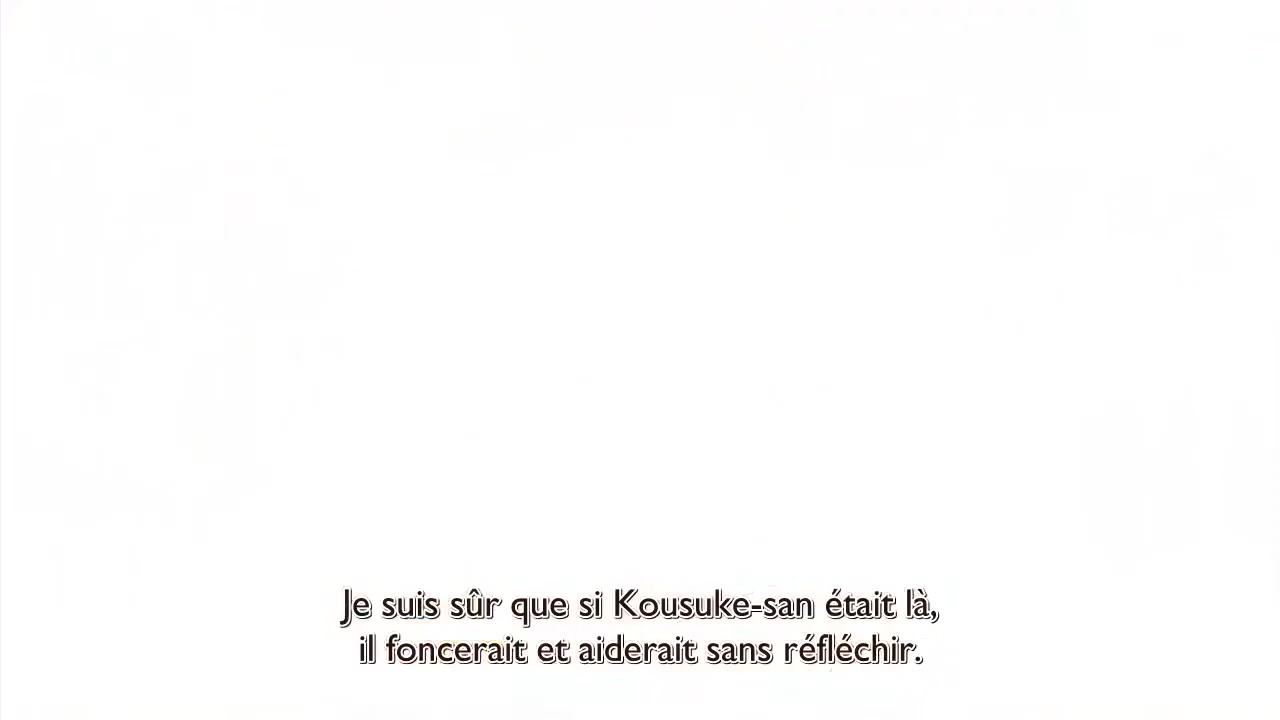 Je suis sûr que si Kousuke-san était là,
il foncerait et aiderait sans réfléchir.